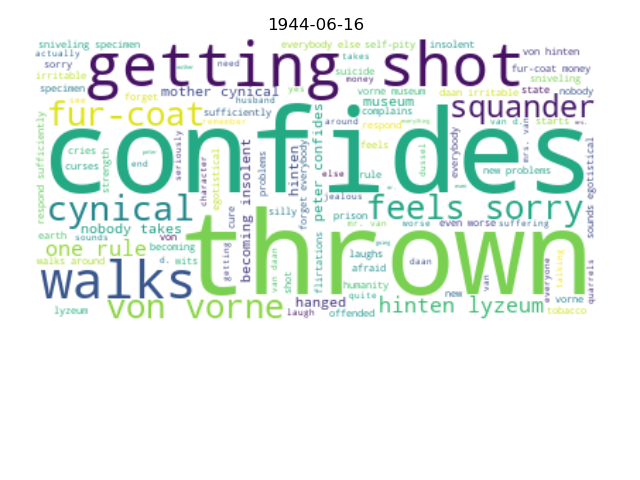 1944-06-16
sniveling specimen
everybody else
self-pity
insolent
actually
sorry
getting shot
takes
von hinten
irritable
need
money
fur-coat money
suicide
sniveling
specimen
mother cynical
vorne museum
state
nobody
fur-coat
forget
yes
husband
museum
daan irritable
squander
sufficiently
complains
van d.
starts
remember
respond
confides
cries
curses
feels
strength
end
else
rule
new problems
seriously
egotistical
character
cure
becoming insolent
problems
silly
hinten
forget everybody
peter confides
jealous
dussel
everybody
mrs. van
sounds egotistical
respond sufficiently
cynical
feels sorry
prison
nobody takes
mr. van
worse
even worse
suffering
earth
sounds
von
one rule
becoming
thrown
walks around
d.
wits
laughs
afraid
daan
walks
getting
shot
van daan
flirtations
humanity
van
everyone
talking
quarrels
quite
new
vorne
von vorne
hanged
hinten lyzeum
lyzeum
laugh
offended
tobacco
around
going